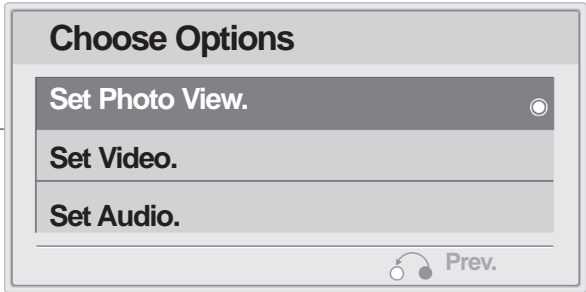 Choose Options
Set Photo View.
Set Video.
Set Audio.
Prev.